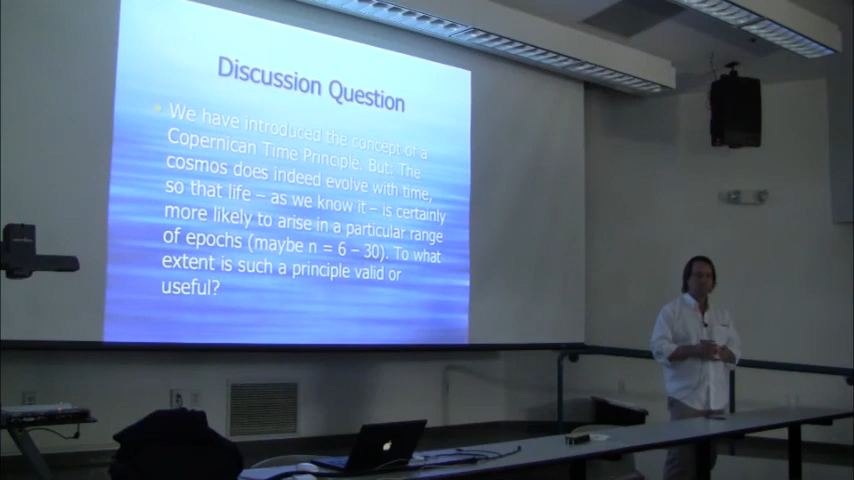 Discussion Question
We have introduced the concept of a
Copernican Time Principle. But: The
cosmos does indeed evolve with time,
so that life – as we know it – is certainly
more likely to arise in a particular range
of epochs (maybe n = 6 – 30). To what
extent is such a principle valid or
useful?